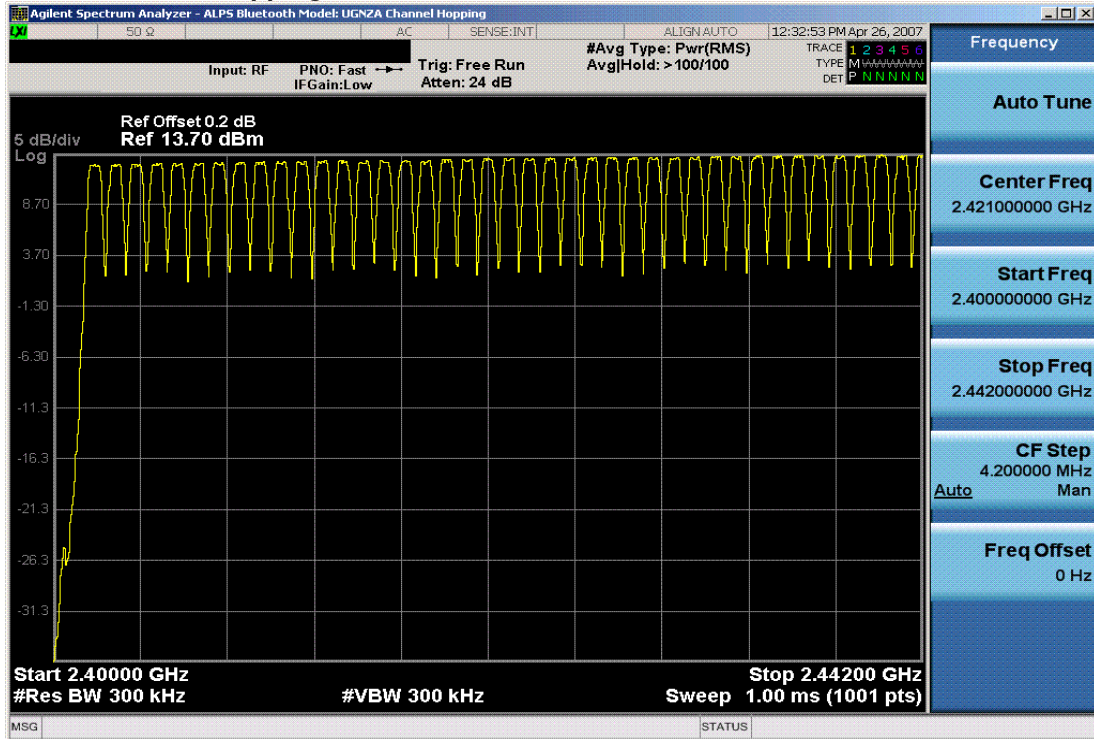 Agilent Spectrum Analyzer - ALPS Bluetooth Model: UGNZA Channel Hopping
LXI 50 Ω AC SENSE:INT ALIGN AUTO 12:32:53 PM Apr 26, 2007
Input: RF PNO: Fast Trig: Free Run #Avg Type: Pwr(RMS) TRACE 1 2 3 4 5 6
IFGain:Low Atten: 24 dB Avg|Hold: >100/100 TYPE M
DET P N N N N N
Ref Offset 0.2 dB
5 dB/div Ref 13.70 dBm
Log
8.70
3.70
-1.30
-6.30
-11.3
-16.3
-21.3
-26.3
-31.3
Start 2.40000 GHz Stop 2.44200 GHz
#Res BW 300 kHz #VBW 300 kHz Sweep 1.00 ms (1001 pts)
MSG STATUS
Frequency
Auto Tune
Center Freq
2.421000000 GHz
Start Freq
2.400000000 GHz
Stop Freq
2.442000000 GHz
CF Step
4.200000 MHz
Auto Man
Freq Offset
0 Hz